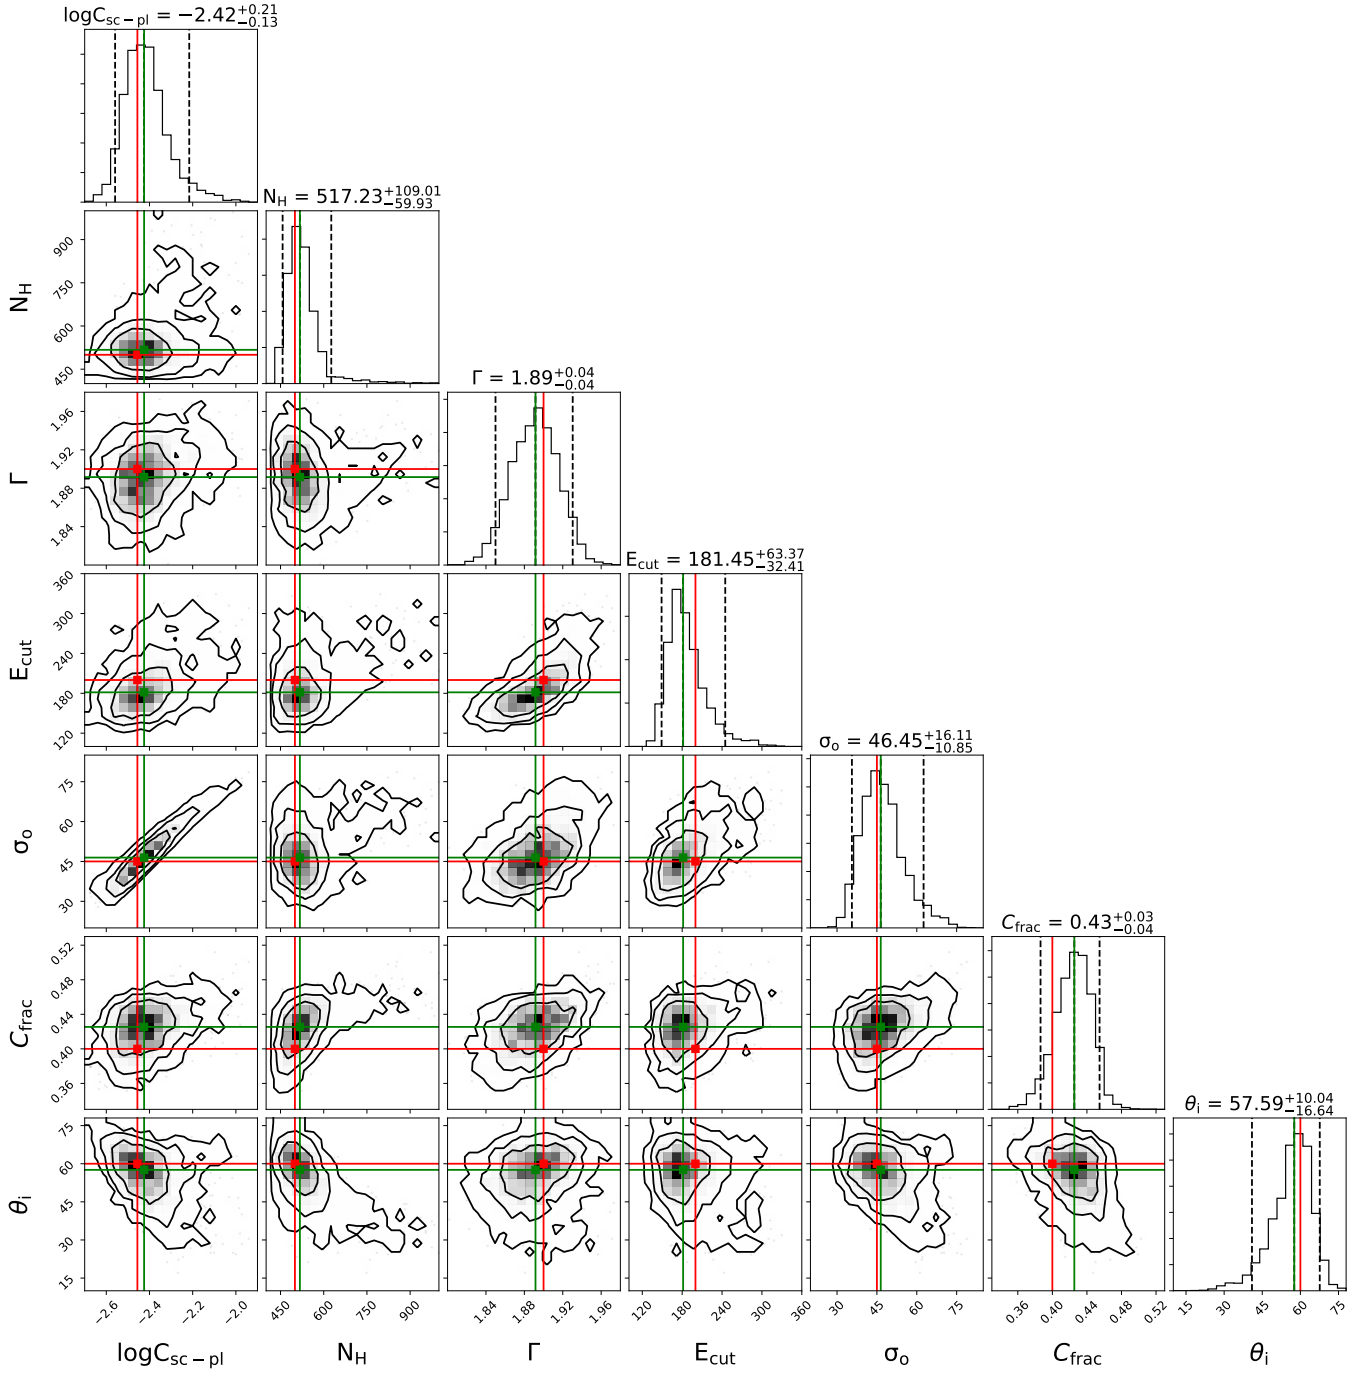 logC_sc−pl = −2.42 +0.21 −0.13
N_H = 517.23 +109.01 −59.93
900
750
600
450
N_H
Γ = 1.89 +0.04 −0.04
1.96
1.92
1.88
1.84
Γ
E_cut = 181.45 +63.37 −32.41
360
300
240
180
120
E_cut
σ_o = 46.45 +16.11 −10.85
75
60
45
30
σ_o
C_frac = 0.43 +0.03 −0.04
0.52
0.48
0.44
0.40
0.36
C_frac
θ_i = 57.59 +10.04 −16.64
75
60
45
30
15
θ_i
−2.6 −2.4 −2.2 −2.0 450 600 750 900 1.84 1.88 1.92 1.96 120 180 240 300 360 30 45 60 75 0.36 0.40 0.44 0.48 0.52 15 30 45 60 75
logC_sc−pl N_H Γ E_cut σ_o C_frac θ_i